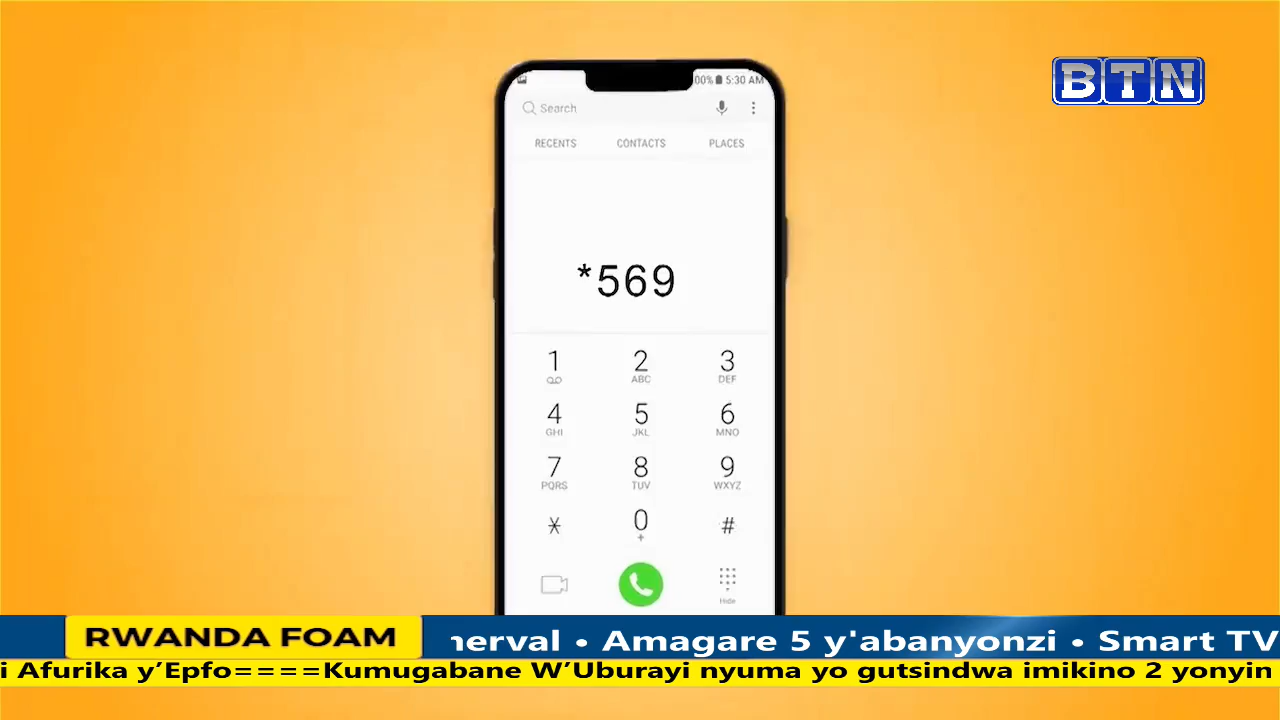 00% 5:30 AM
BTN
Search
RECENTS CONTACTS PLACES
*569
1 2 3
ABC DEF
4 5 6
GHI JKL MNO
7 8 9
PQRS TUV WXYZ
* 0 #
+
Hide
RWANDA FOAM
nerval • Amagare 5 y'abanyonzi • Smart TV
i Afurika y’Epfo====Kumugabane W’Uburayi nyuma yo gutsindwa imikino 2 yonyin